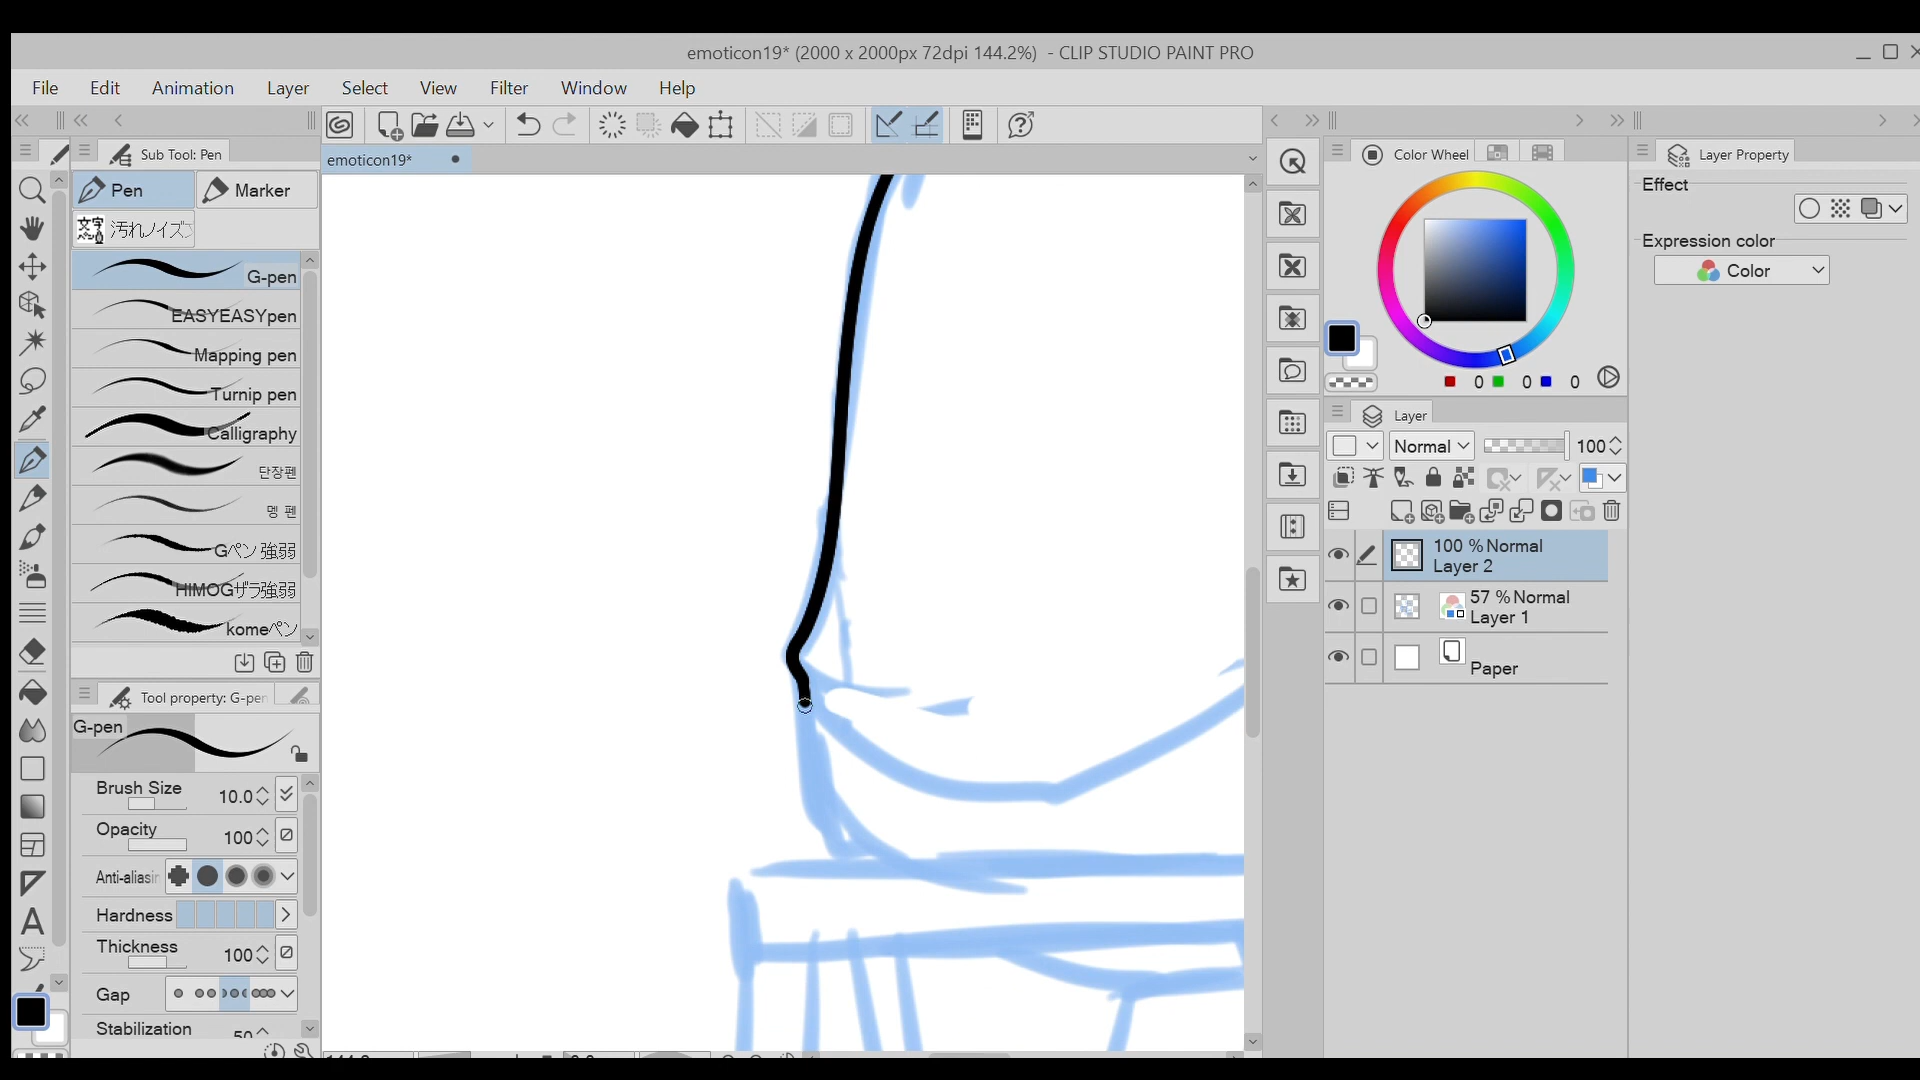 emoticon19* (2000 x 2000px 72dpi 144.2%) - CLIP STUDIO PAINT PRO
File Edit Animation Layer Select View Filter Window Help
Sub Tool: Pen
emoticon19*
Color Wheel
Layer Property
Pen Marker
汚れノイズ
G-pen
EASYEASYpen
Mapping pen
Turnip pen
Calligraphy
단장펜
멩 펜
Gペン 強弱
HIMOGザラ強弱
komeペン
Tool property: G-pen
G-pen
Brush Size 10.0
Opacity 100
Anti-aliasin
Hardness
Thickness 100
Gap
Stabilization 50
0 0 0
Layer
Normal 100
100 % Normal
Layer 2
57 % Normal
Layer 1
Paper
Effect
Expression color
Color